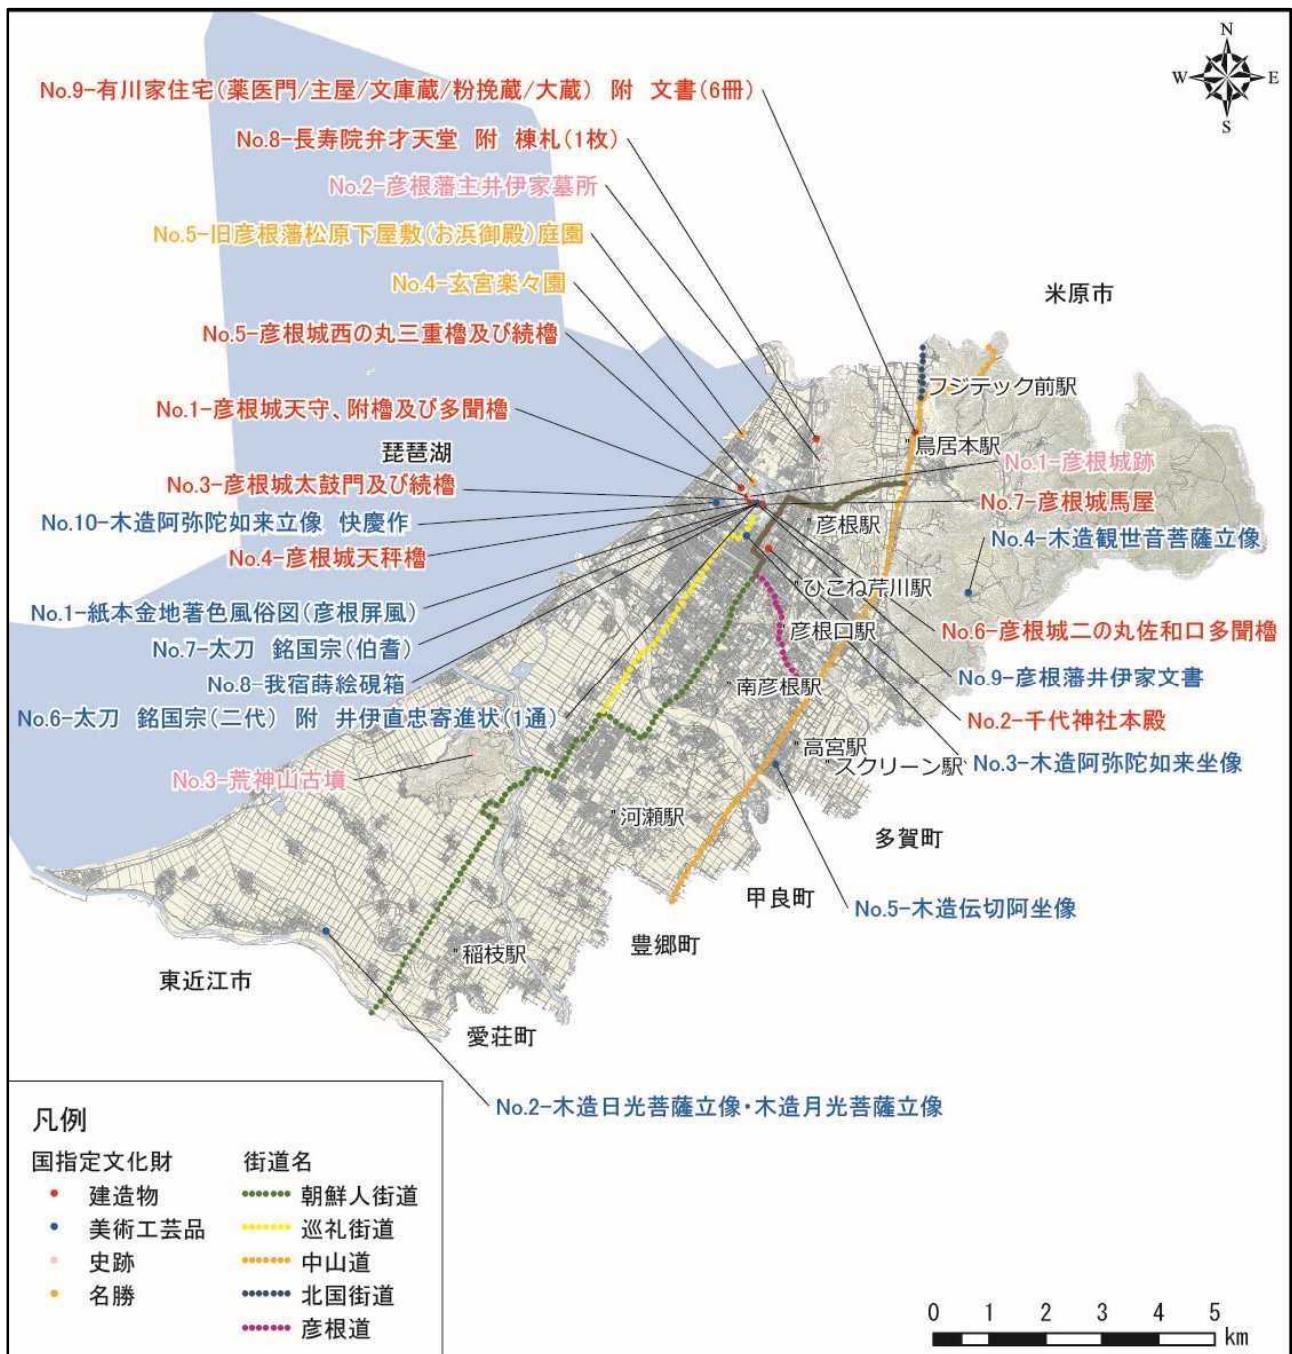 N
W
E
S
No.9-有川家住宅(薬医門/主屋/文庫蔵/粉挽蔵/大蔵) 附 文書(6冊)
No.8-長寿院弁才天堂 附 棟札(1枚)
No.2-彦根藩主井伊家墓所
No.5-旧彦根藩松原下屋敷(お浜御殿)庭園
No.4-玄宮楽々園
米原市
No.5-彦根城西の丸三重櫓及び続櫓
フジテック前駅
No.1-彦根城天守、附櫓及び多聞櫓
鳥居本駅
琵琶湖
No.1-彦根城跡
No.3-彦根城太鼓門及び続櫓
No.7-彦根城馬屋
No.10-木造阿弥陀如来立像 快慶作
彦根駅
No.4-木造観世音菩薩立像
No.4-彦根城天秤櫓
ひこね芹川駅
No.1-紙本金地著色風俗図(彦根屏風)
彦根口駅
No.6-彦根城二の丸佐和口多聞櫓
No.7-太刀 銘国宗(伯耆)
No.9-彦根藩井伊家文書
No.8-我宿蒔絵硯箱
南彦根駅
No.6-太刀 銘国宗(二代) 附 井伊直忠寄進状(1通)
No.2-千代神社本殿
高宮駅
スクリーン駅
No.3-木造阿弥陀如来坐像
No.3-荒神山古墳
河瀬駅
多賀町
甲良町
No.5-木造伝切阿坐像
豊郷町
稲枝駅
東近江市
愛荘町
No.2-木造日光菩薩立像・木造月光菩薩立像
凡例
国指定文化財
建造物
美術工芸品
史跡
名勝
街道名
朝鮮人街道
巡礼街道
中山道
北国街道
彦根道
0 1 2 3 4 5
km